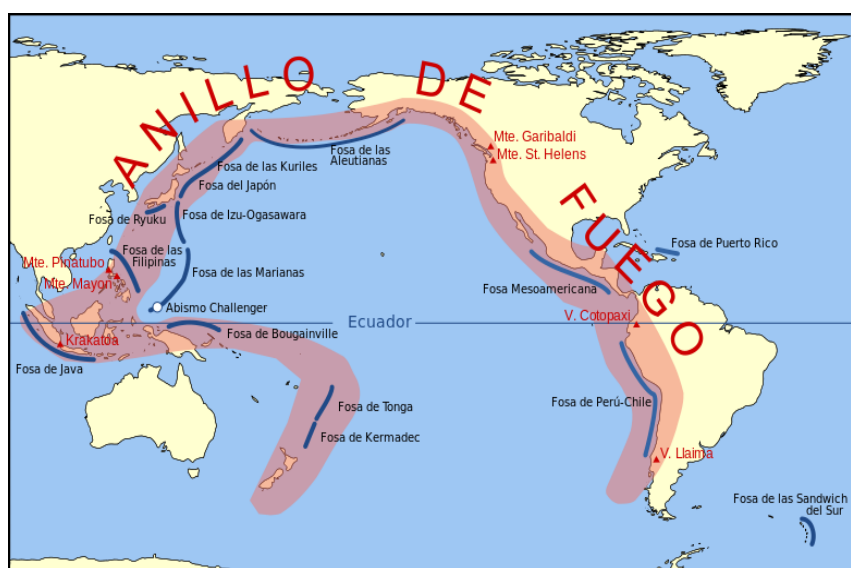 ANILLO DE FUEGO
Mte. Garibaldi
Mte. St. Helens
Fosa de las
Aleutianas
Fosa de las Kuriles
Fosa del Japón
Fosa de Izu-Ogasawara
Fosa de
Ryuku
Fosa de las
Filipinas
Mte. Pinatubo
Mte. Mayon
Fosa de las Marianas
Abismo Challenger
Fosa de Puerto Rico
Fosa Mesoamericana
V. Cotopaxi
Ecuador
Krakatoa
Fosa de Bougainville
Fosa de Java
Fosa de Tonga
Fosa de Kermadec
Fosa de Perú-Chile
V. Llaima
Fosa de las Sandwich
del Sur